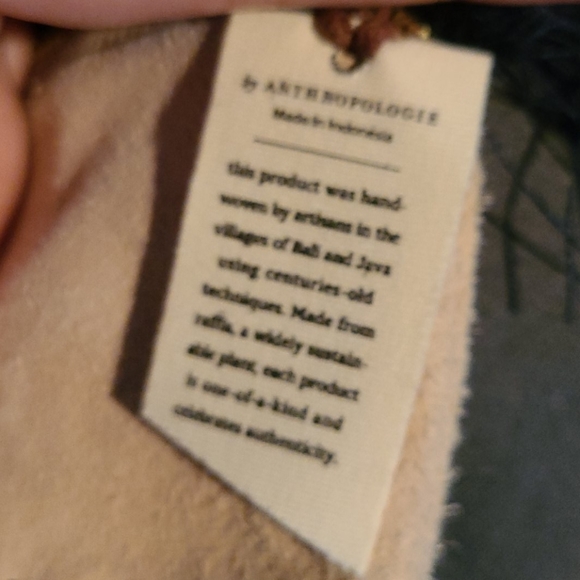 by ANTHROPOLOGIE
Made in Indonesia
this product was hand-
woven by artisans in the
villages of Bali and Java
using centuries-old
techniques. Made from
raffia, a widely sustain-
able plant, each product
is one-of-a-kind and
celebrates authenticity.